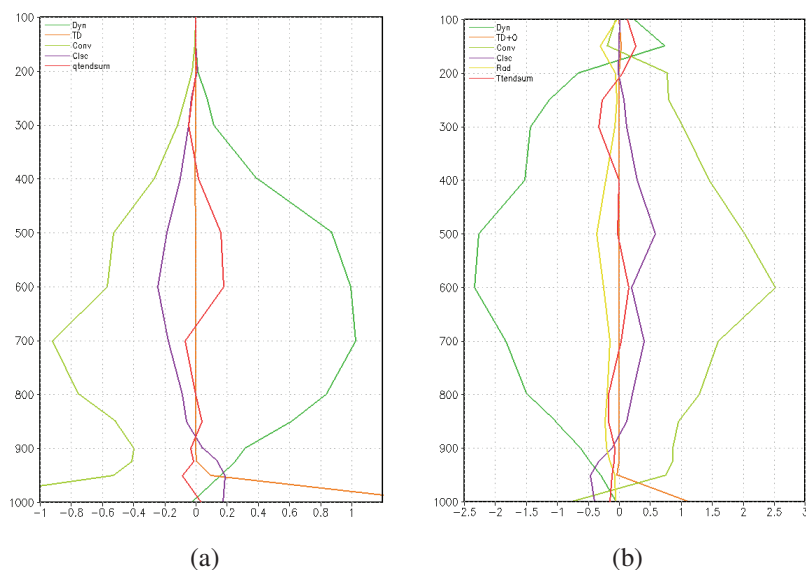 100
200
300
400
500
600
700
800
900
1000
Dyn
TD
Conv
Clsc
qtendsum
-1 -0.8 -0.6 -0.4 -0.2 0 0.2 0.4 0.6 0.8 1
(a)
100
200
300
400
500
600
700
800
900
1000
Dyn
TD+Q
Conv
Clsc
Rad
Ttendsum
-2.5 -2 -1.5 -1 -0.5 0 0.5 1 1.5 2 2.5 3
(b)